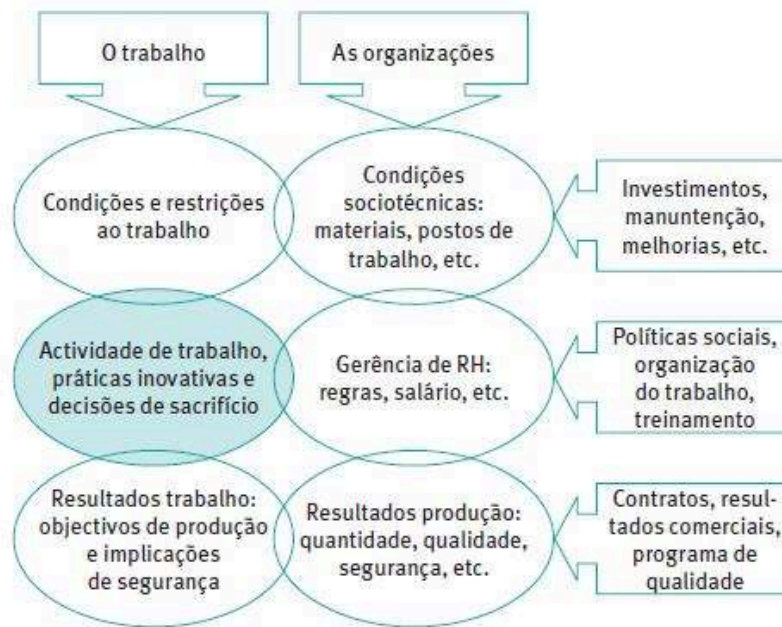 O trabalho
As organizações
Condições e restrições
ao trabalho
Condições
sociotécnicas:
materiais, postos de
trabalho, etc.
Investimentos,
manuntenção,
melhorias, etc.
Actividade de trabalho,
práticas inovativas e
decisões de sacrifício
Gerência de RH:
regras, salário, etc.
Políticas sociais,
organização
do trabalho,
treinamento
Resultados trabalho:
objectivos de produção
e implicações
de segurança
Resultados produção:
quantidade, qualidade,
segurança, etc.
Contratos, resul-
tados comerciais,
programa de
qualidade